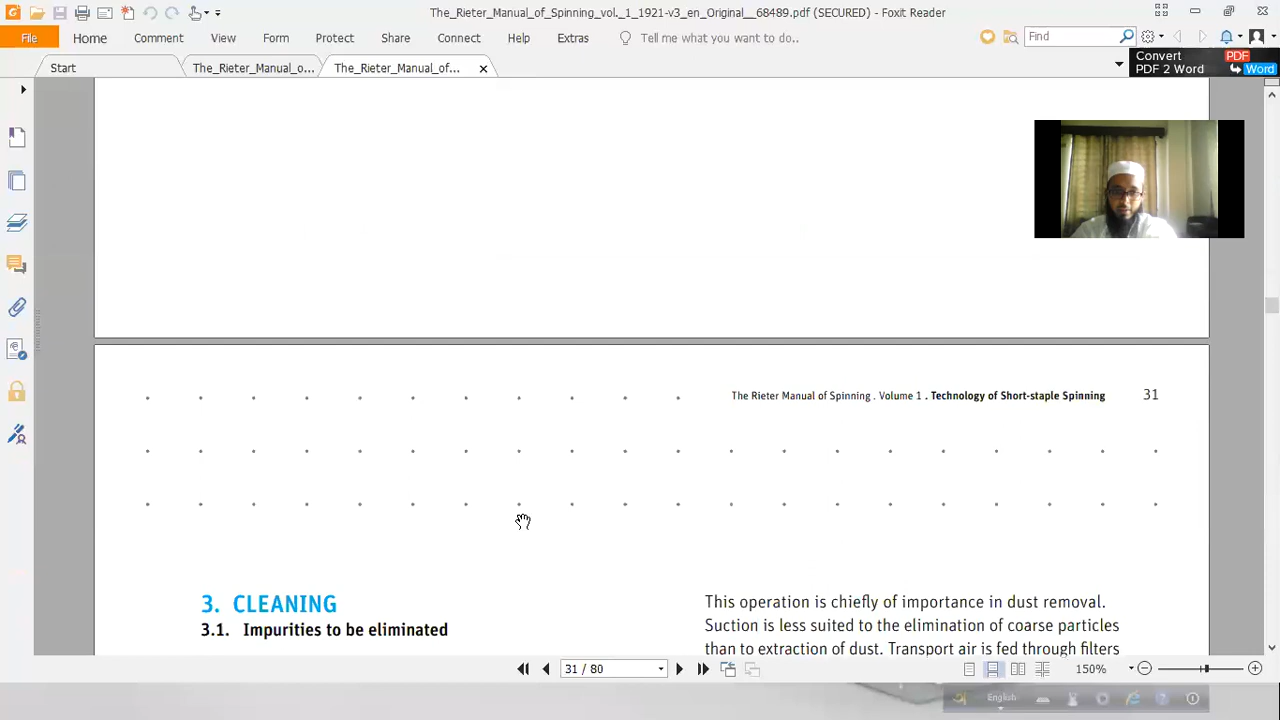 The_Rieter_Manual_of_Spinning_vol._1_1921-v3_en_Original__68489.pdf (SECURED) - Foxit Reader
File Home Comment View Form Protect Share Connect Help Extras Tell me what you want to do.. Find
Start The_Rieter_Manual_o... The_Rieter_Manual_of...
Convert PDF
PDF 2 Word Word
The Rieter Manual of Spinning . Volume 1 . Technology of Short-staple Spinning 31
3. CLEANING
3.1. Impurities to be eliminated
This operation is chiefly of importance in dust removal.
Suction is less suited to the elimination of coarse particles
than to extraction of dust. Transport air is fed through filters
31 / 80 150%
English